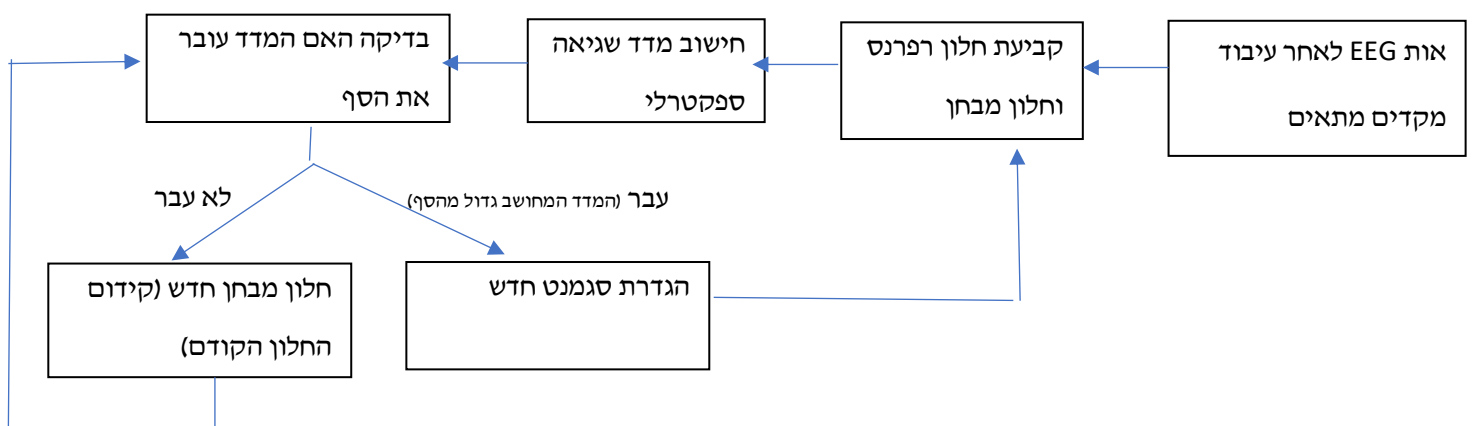 אות EEG לאחר עיבוד
מקדים מתאים
קביעת חלון רפרנס
וחלון מבחן
חישוב מדד שגיאה
ספקטרלי
בדיקה האם המדד עובר
את הסף
עבר (המדד המחושב גדול מהסף)
לא עבר
הגדרת סגמנט חדש
חלון מבחן חדש (קידום
החלון הקודם)